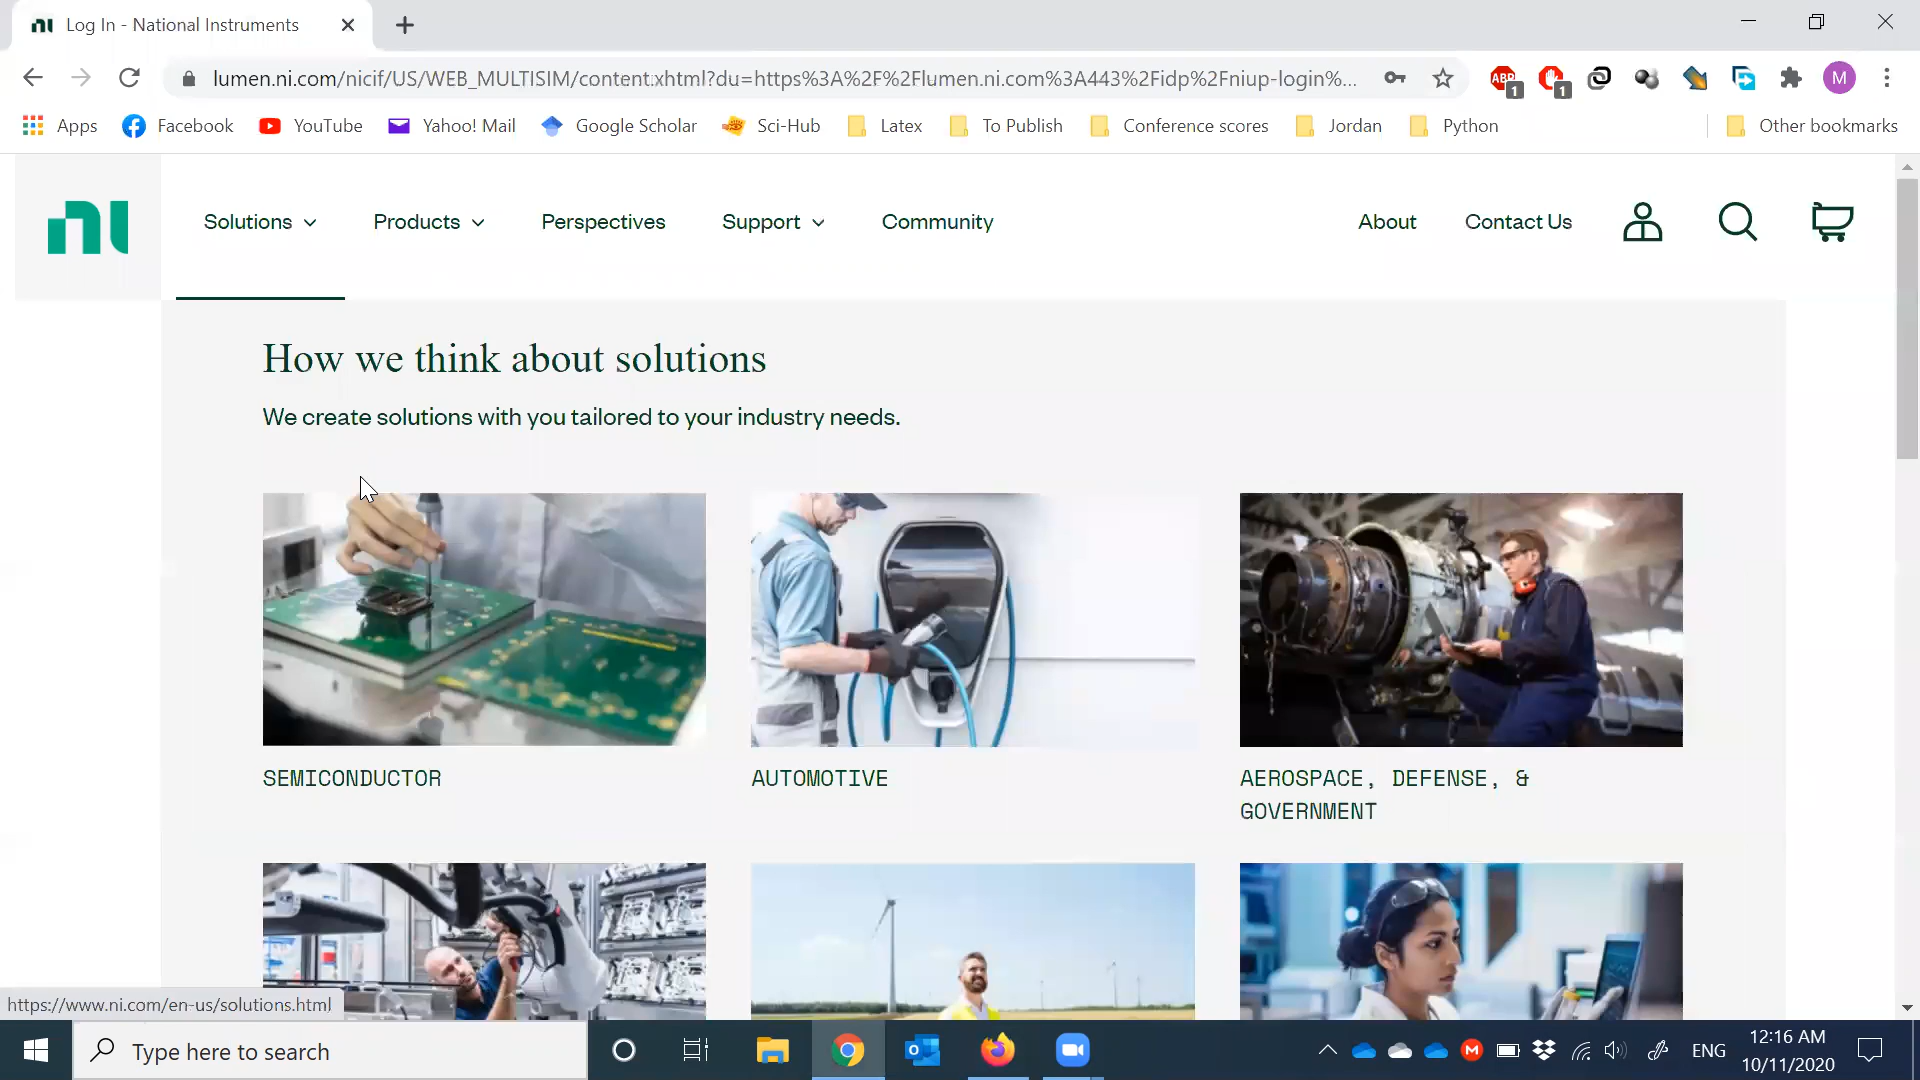 Log In - National Instruments
lumen.ni.com/nicif/US/WEB_MULTISIM/content.xhtml?du=https%3A%2F%2Flumen.ni.com%3A443%2Fidp%2Fniup-login%...
ABP 1 1 M
Apps Facebook YouTube Yahoo! Mail Google Scholar Sci-Hub Latex To Publish Conference scores Jordan Python Other bookmarks
ni Solutions Products Perspectives Support Community About Contact Us
How we think about solutions
We create solutions with you tailored to your industry needs.
SEMICONDUCTOR
AUTOMOTIVE
AEROSPACE, DEFENSE, &
GOVERNMENT
https://www.ni.com/en-us/solutions.html
Type here to search
ENG
12:16 AM
10/11/2020